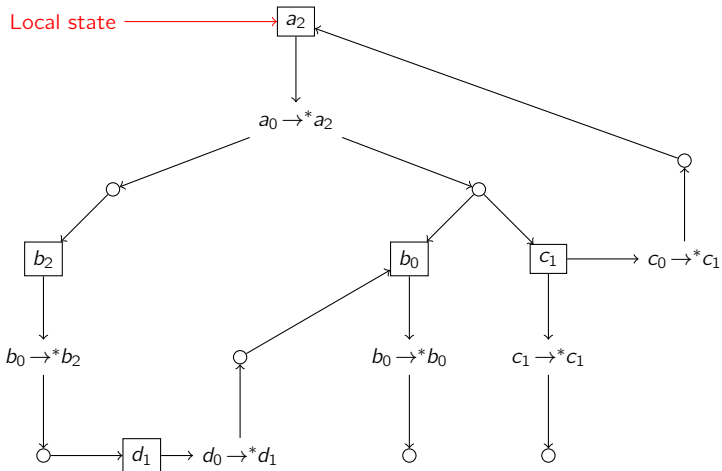 Local state
a₂
a₀ →* a₂
b₂
b₀
c₁
c₀ →* c₁
b₀ →* b₂
b₀ →* b₀
c₁ →* c₁
d₁
d₀ →* d₁